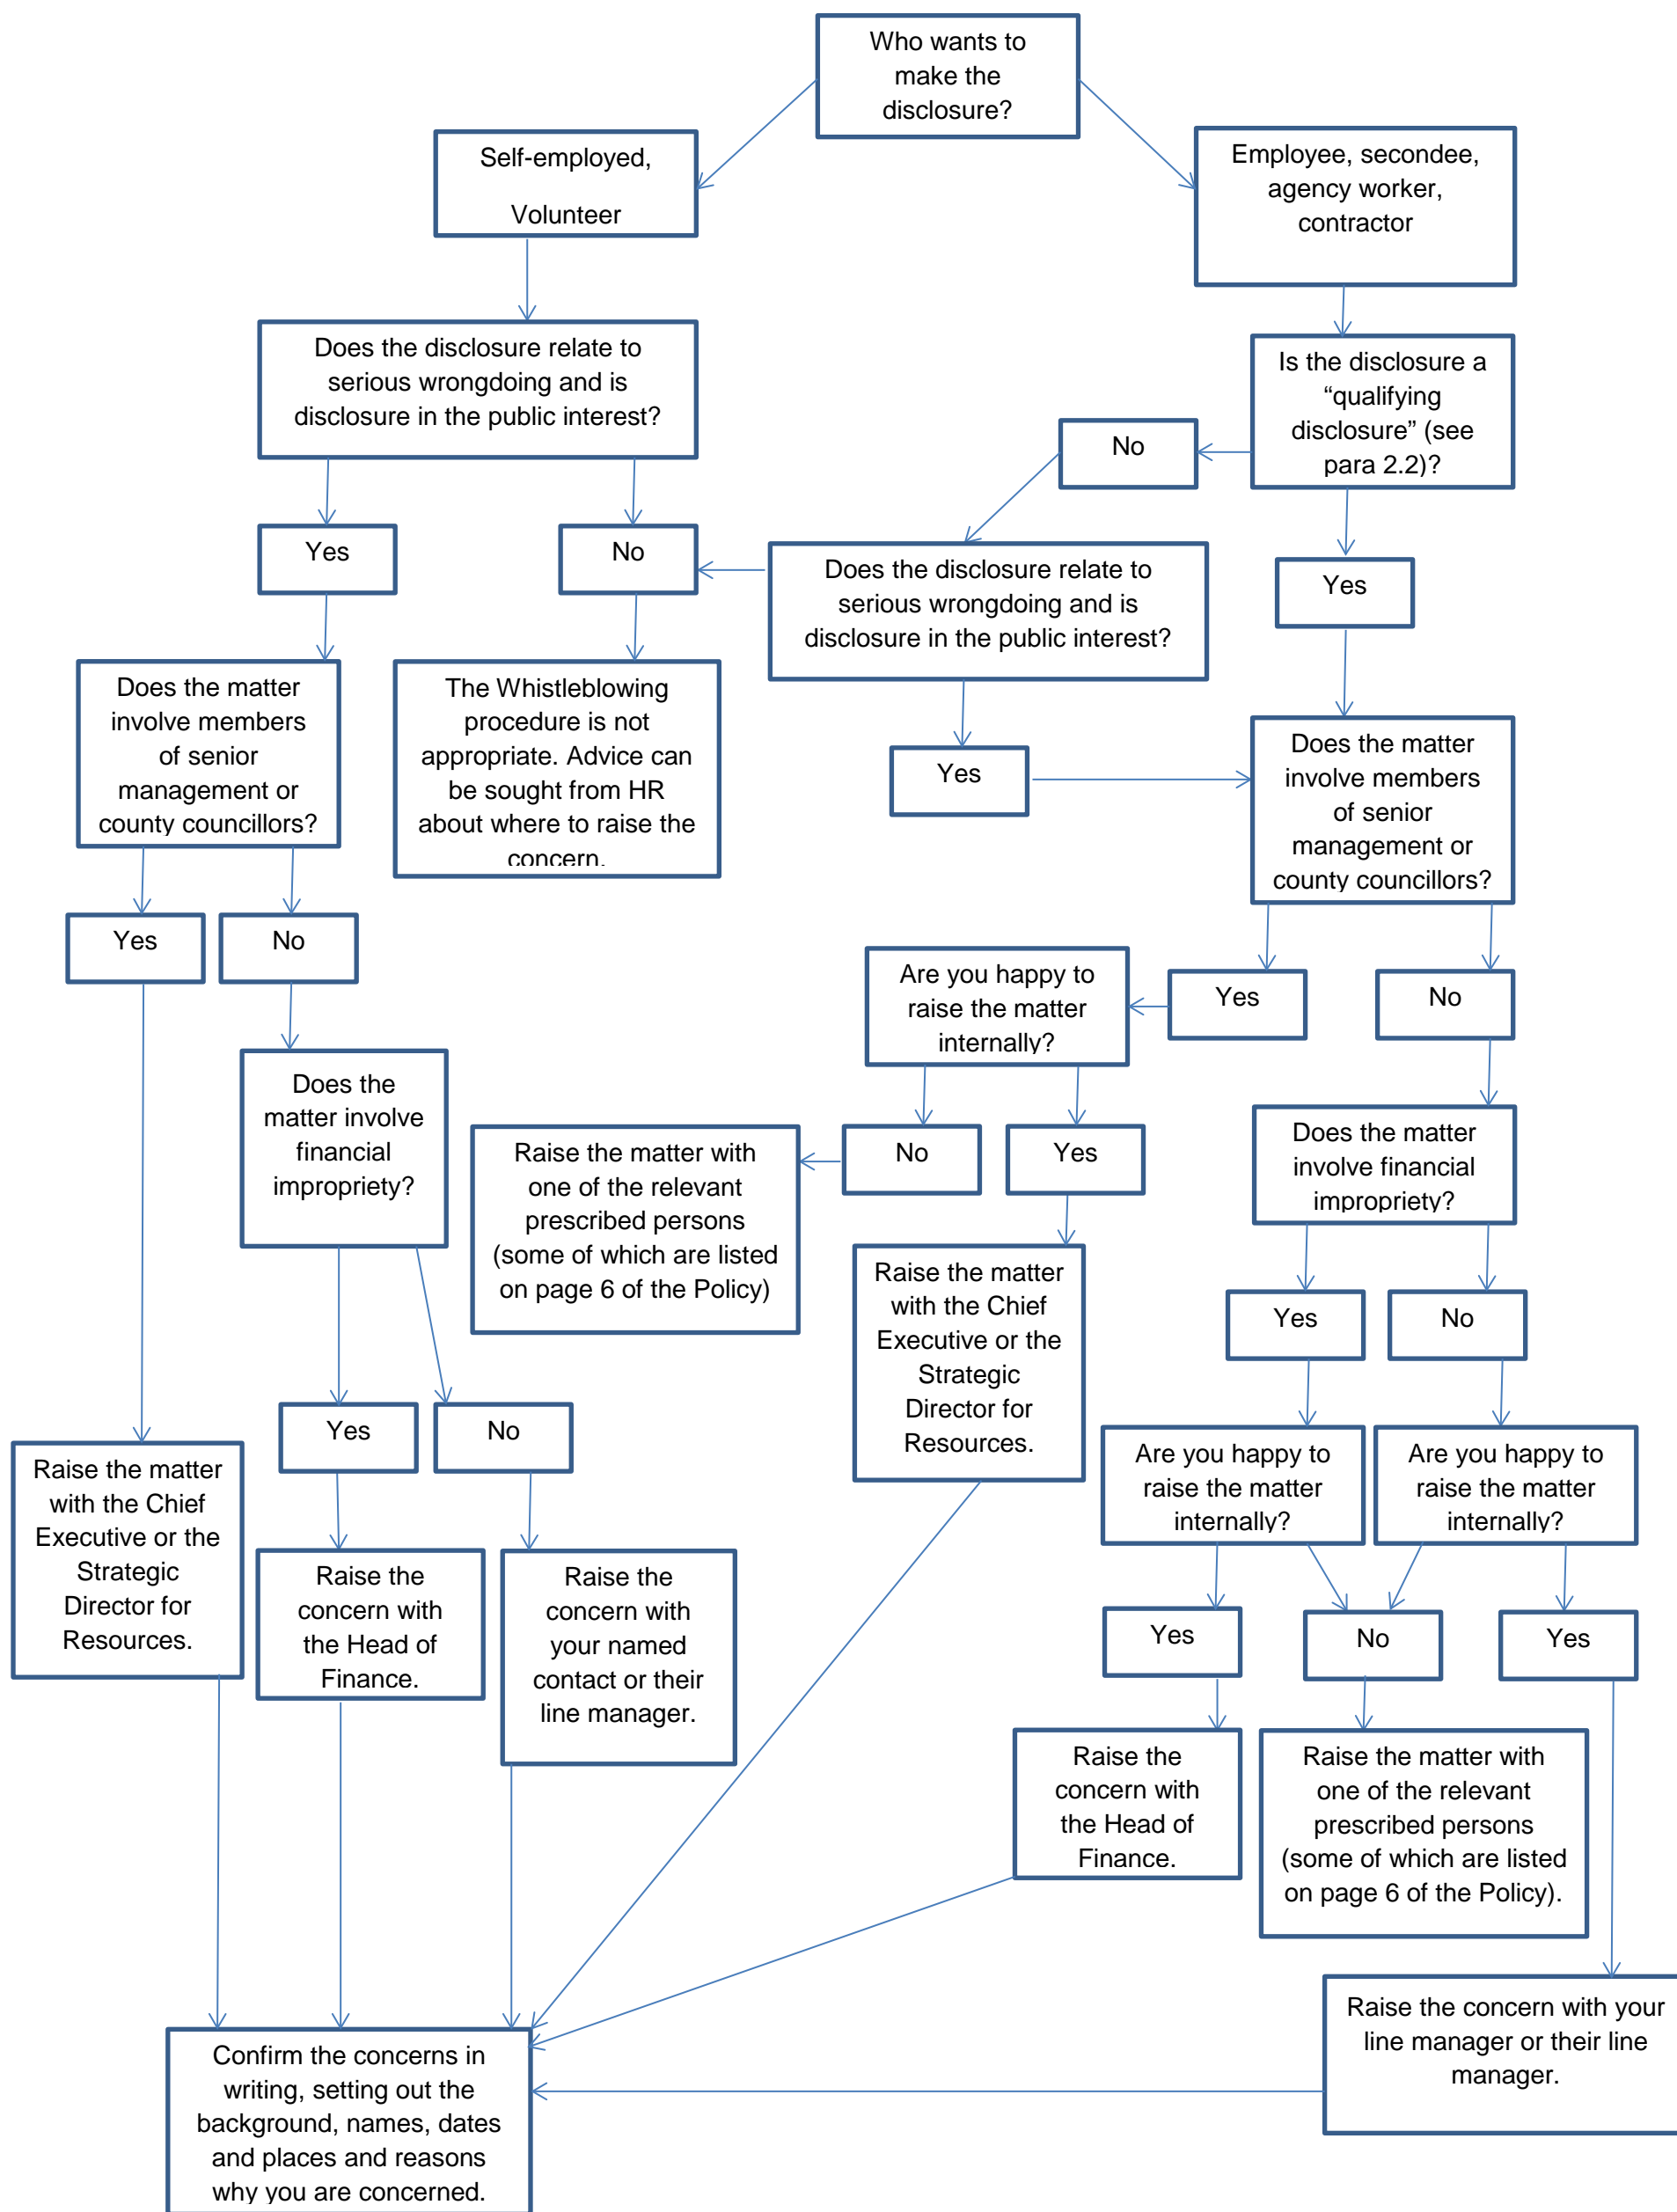 Who wants to
make the
disclosure?
Self-employed,
Volunteer
Employee, secondee,
agency worker,
contractor
Does the disclosure relate to
serious wrongdoing and is
disclosure in the public interest?
Is the disclosure a
“qualifying
disclosure” (see
para 2.2)?
No
Yes
No
Does the disclosure relate to
serious wrongdoing and is
disclosure in the public interest?
Yes
Does the matter
involve members
of senior
management or
county councillors?
The Whistleblowing
procedure is not
appropriate. Advice can
be sought from HR
about where to raise the
concern.
Yes
Does the matter
involve members
of senior
management or
county councillors?
Yes
No
Are you happy to
raise the matter
internally?
Yes
No
Does the
matter involve
financial
impropriety?
Raise the matter with
one of the relevant
prescribed persons
(some of which are listed
on page 6 of the Policy)
No
Yes
Does the matter
involve financial
impropriety?
Raise the matter
with the Chief
Executive or the
Strategic
Director for
Resources.
Yes
No
Yes
No
Raise the matter
with the Chief
Executive or the
Strategic
Director for
Resources.
Are you happy to
raise the matter
internally?
Are you happy to
raise the matter
internally?
Raise the
concern with
the Head of
Finance.
Raise the
concern with
your named
contact or their
line manager.
Yes
No
Yes
Raise the
concern with
the Head of
Finance.
Raise the matter with
one of the relevant
prescribed persons
(some of which are listed
on page 6 of the Policy).
Raise the concern with your
line manager or their line
manager.
Confirm the concerns in
writing, setting out the
background, names, dates
and places and reasons
why you are concerned.